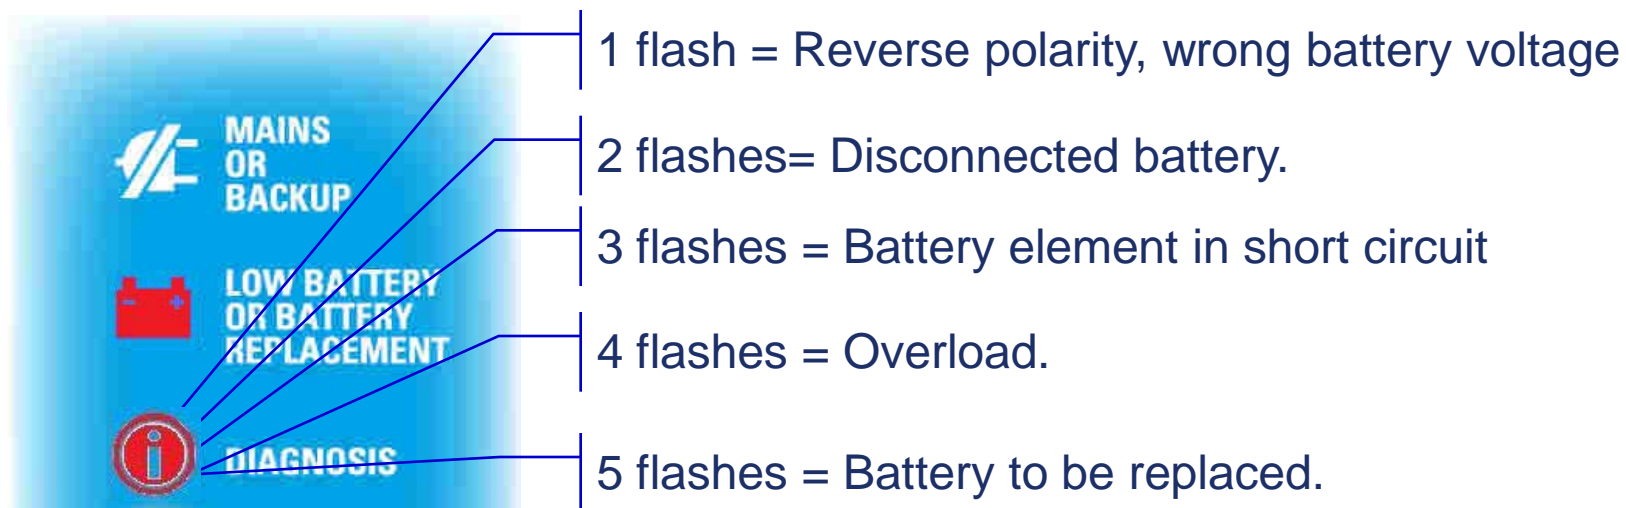 1 flash = Reverse polarity, wrong battery voltage
MAINS
OR
BACKUP
2 flashes= Disconnected battery.
3 flashes = Battery element in short circuit
LOW BATTERY
OR BATTERY
REPLACEMENT
4 flashes = Overload.
DIAGNOSIS
5 flashes = Battery to be replaced.